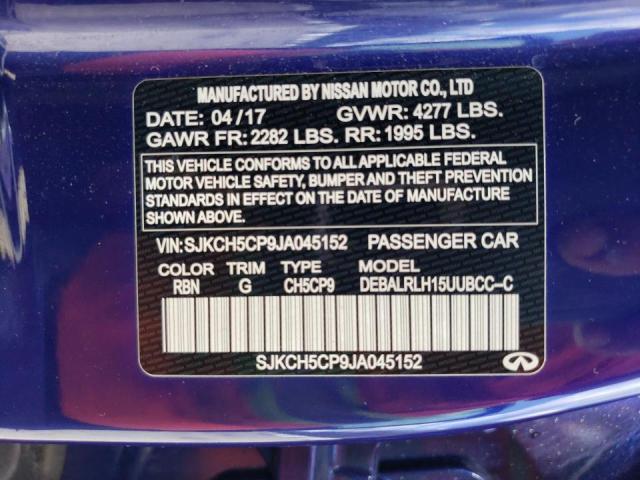 MANUFACTURED BY NISSAN MOTOR CO., LTD
DATE: 04/17 GVWR: 4277 LBS.
GAWR FR: 2282 LBS. RR: 1995 LBS.
THIS VEHICLE CONFORMS TO ALL APPLICABLE FEDERAL
MOTOR VEHICLE SAFETY, BUMPER AND THEFT PREVENTION
STANDARDS IN EFFECT ON THE DATE OF MANUFACTURE
SHOWN ABOVE.
VIN:SJKCH5CP9JA045152 PASSENGER CAR
COLOR TRIM TYPE MODEL
RBN G CH5CP9 DEBALRLH15UUBCC-C
SJKCH5CP9JA045152